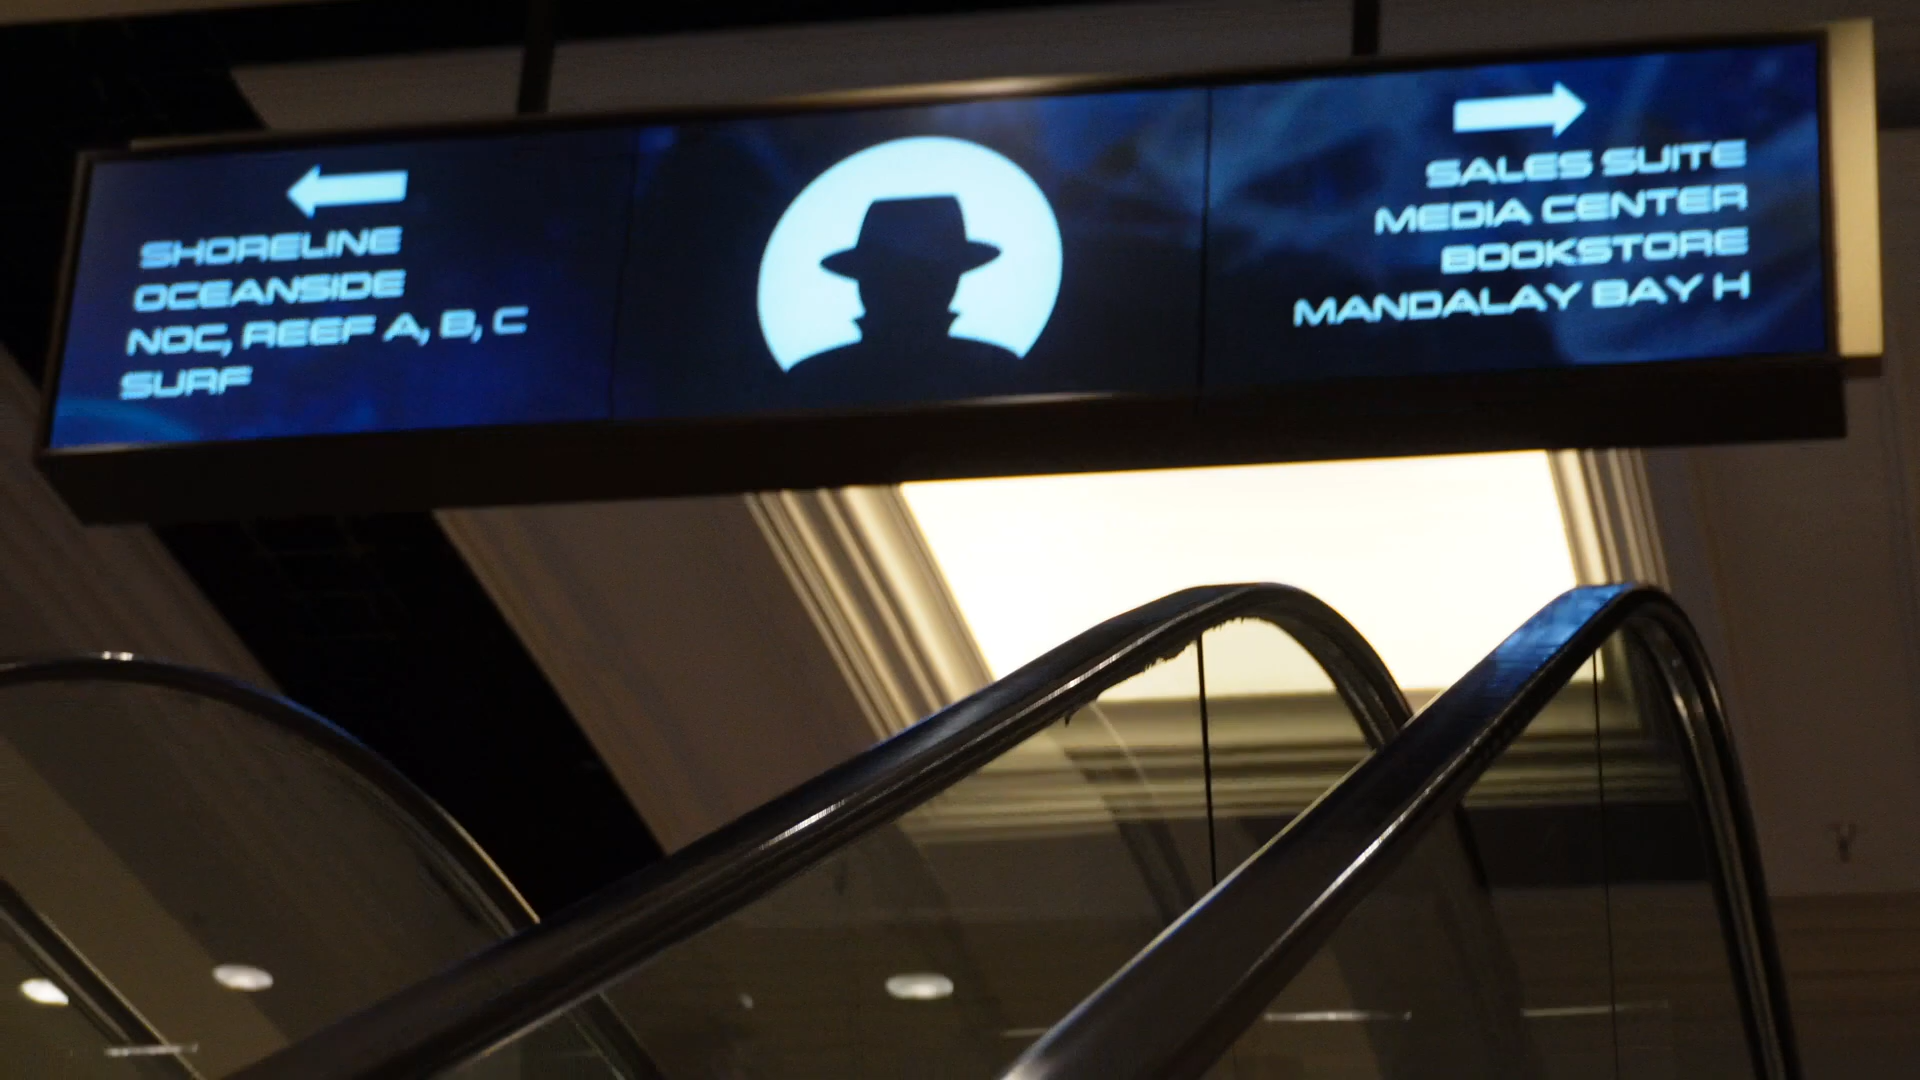 SHORELINE
OCEANSIDE
NOC, REEF A, B, C
SURF
SALES SUITE
MEDIA CENTER
BOOKSTORE
MANDALAY BAY H